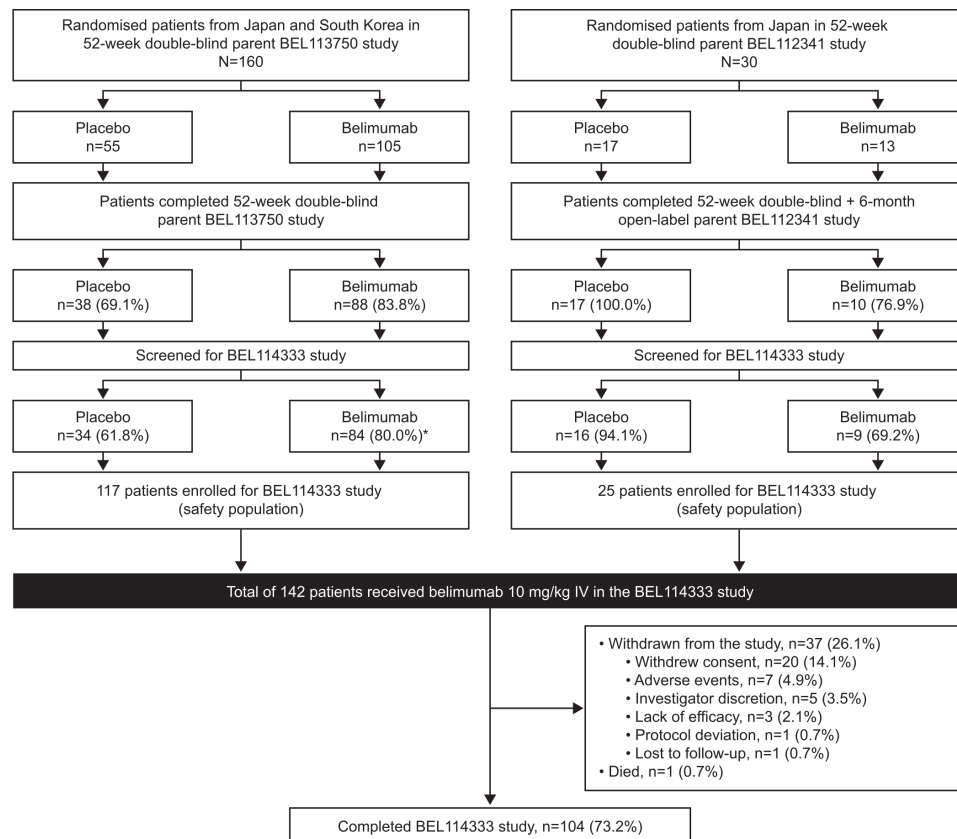 Randomised patients from Japan and South Korea in
52-week double-blind parent BEL113750 study
N=160
Randomised patients from Japan in 52-week
double-blind parent BEL112341 study
N=30
Placebo
n=55
Belimumab
n=105
Placebo
n=17
Belimumab
n=13
Patients completed 52-week double-blind
parent BEL113750 study
Patients completed 52-week double-blind + 6-month
open-label parent BEL112341 study
Placebo
n=38 (69.1%)
Belimumab
n=88 (83.8%)
Placebo
n=17 (100.0%)
Belimumab
n=10 (76.9%)
Screened for BEL114333 study
Screened for BEL114333 study
Placebo
n=34 (61.8%)
Belimumab
n=84 (80.0%)*
Placebo
n=16 (94.1%)
Belimumab
n=9 (69.2%)
117 patients enrolled for BEL114333 study
(safety population)
25 patients enrolled for BEL114333 study
(safety population)
Total of 142 patients received belimumab 10 mg/kg IV in the BEL114333 study
• Withdrawn from the study, n=37 (26.1%)
• Withdrew consent, n=20 (14.1%)
• Adverse events, n=7 (4.9%)
• Investigator discretion, n=5 (3.5%)
• Lack of efficacy, n=3 (2.1%)
• Protocol deviation, n=1 (0.7%)
• Lost to follow-up, n=1 (0.7%)
• Died, n=1 (0.7%)
Completed BEL114333 study, n=104 (73.2%)